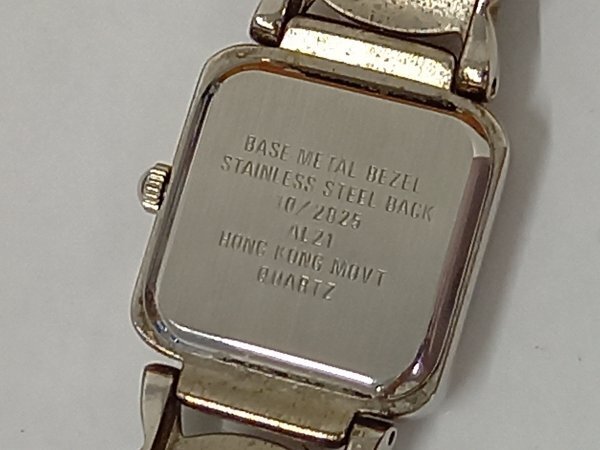 BASE METAL BEZEL
STAINLESS STEEL BACK
10/2025
AL21
HONG KONG MOVT
QUARTZ